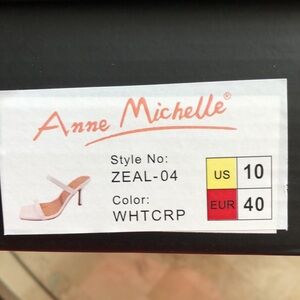 Anne Michelle®
Style No:
ZEAL-04
Color:
WHTCRP
US 10
EUR 40